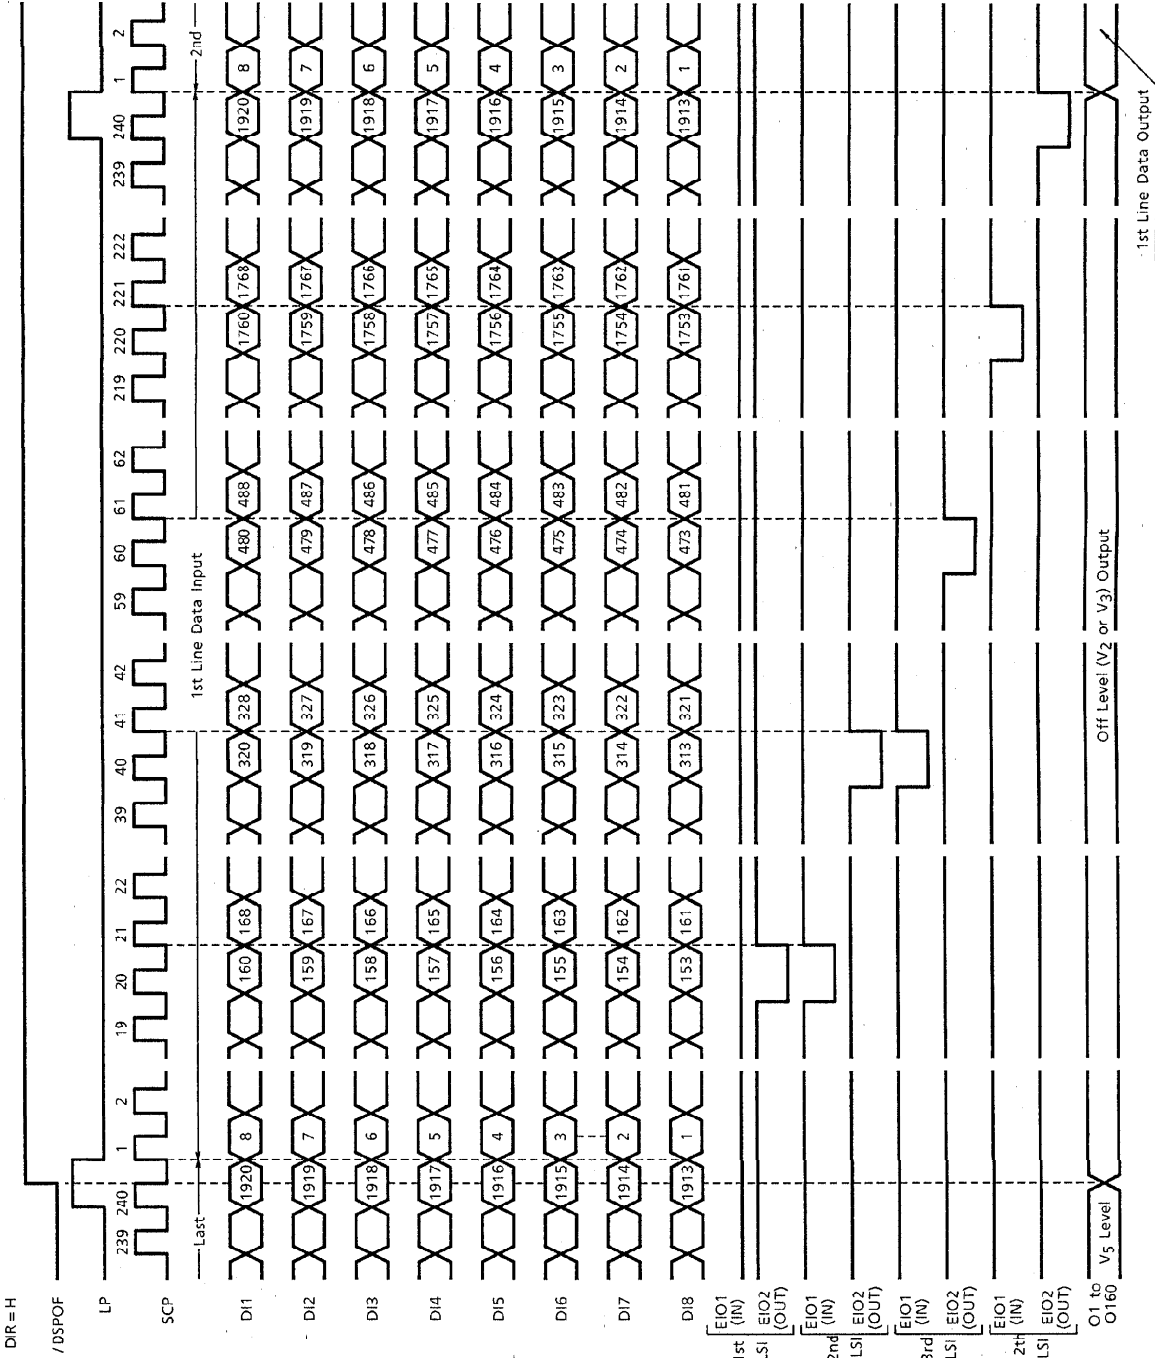 DIR = H
/ DSPOF
LP
SCP 239 240 1 2 19 20 21 22 39 40 41 42 59 60 61 62 219 220 221 222 239 240 1 2
Last 1st Line Data Input 2nd
DI1 1920 8 160 168 320 328 480 488 1760 1768 1920 8
DI2 1919 7 159 167 319 327 479 487 1759 1767 1919 7
DI3 1918 6 158 166 318 326 478 486 1758 1766 1918 6
DI4 1917 5 157 165 317 325 477 485 1757 1765 1917 5
DI5 1916 4 156 164 316 324 476 484 1756 1764 1916 4
DI6 1915 3 155 163 315 323 475 483 1755 1763 1915 3
DI7 1914 2 154 162 314 322 474 482 1754 1762 1914 2
DI8 1913 1 153 161 313 321 473 481 1753 1761 1913 1
1st LSI
EIO1 (IN)
EIO2 (OUT)
2nd LSI
EIO1 (IN)
EIO2 (OUT)
3rd LSI
EIO1 (IN)
EIO2 (OUT)
2th LSI
EIO1 (IN)
EIO2 (OUT)
O1 to O160
V5 Level
Off Level (V2 or V3) Output
1st Line Data Output